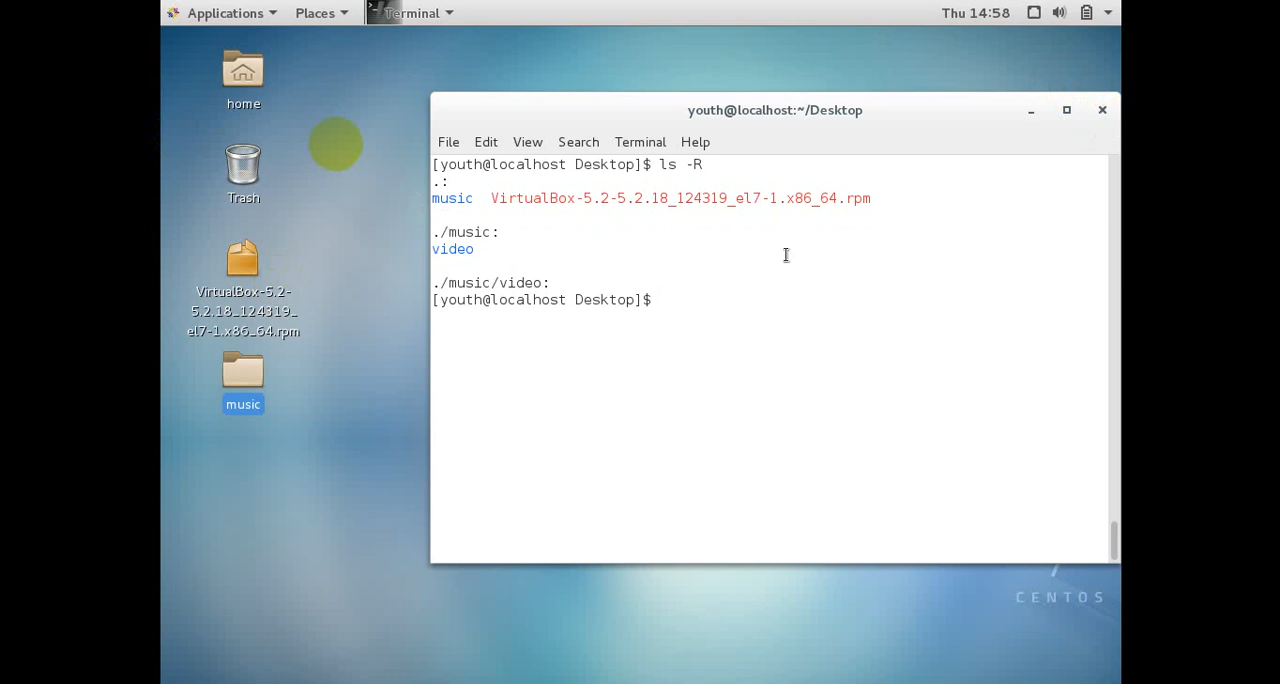 Applications Places Terminal Thu 14:58
home
Trash
VirtualBox-5.2-
5.2.18_124319_
el7-1.x86_64.rpm
music
youth@localhost:~/Desktop
File Edit View Search Terminal Help
[youth@localhost Desktop]$ ls -R
.:
music  VirtualBox-5.2-5.2.18_124319_el7-1.x86_64.rpm
./music:
video
./music/video:
[youth@localhost Desktop]$
7
CENTOS